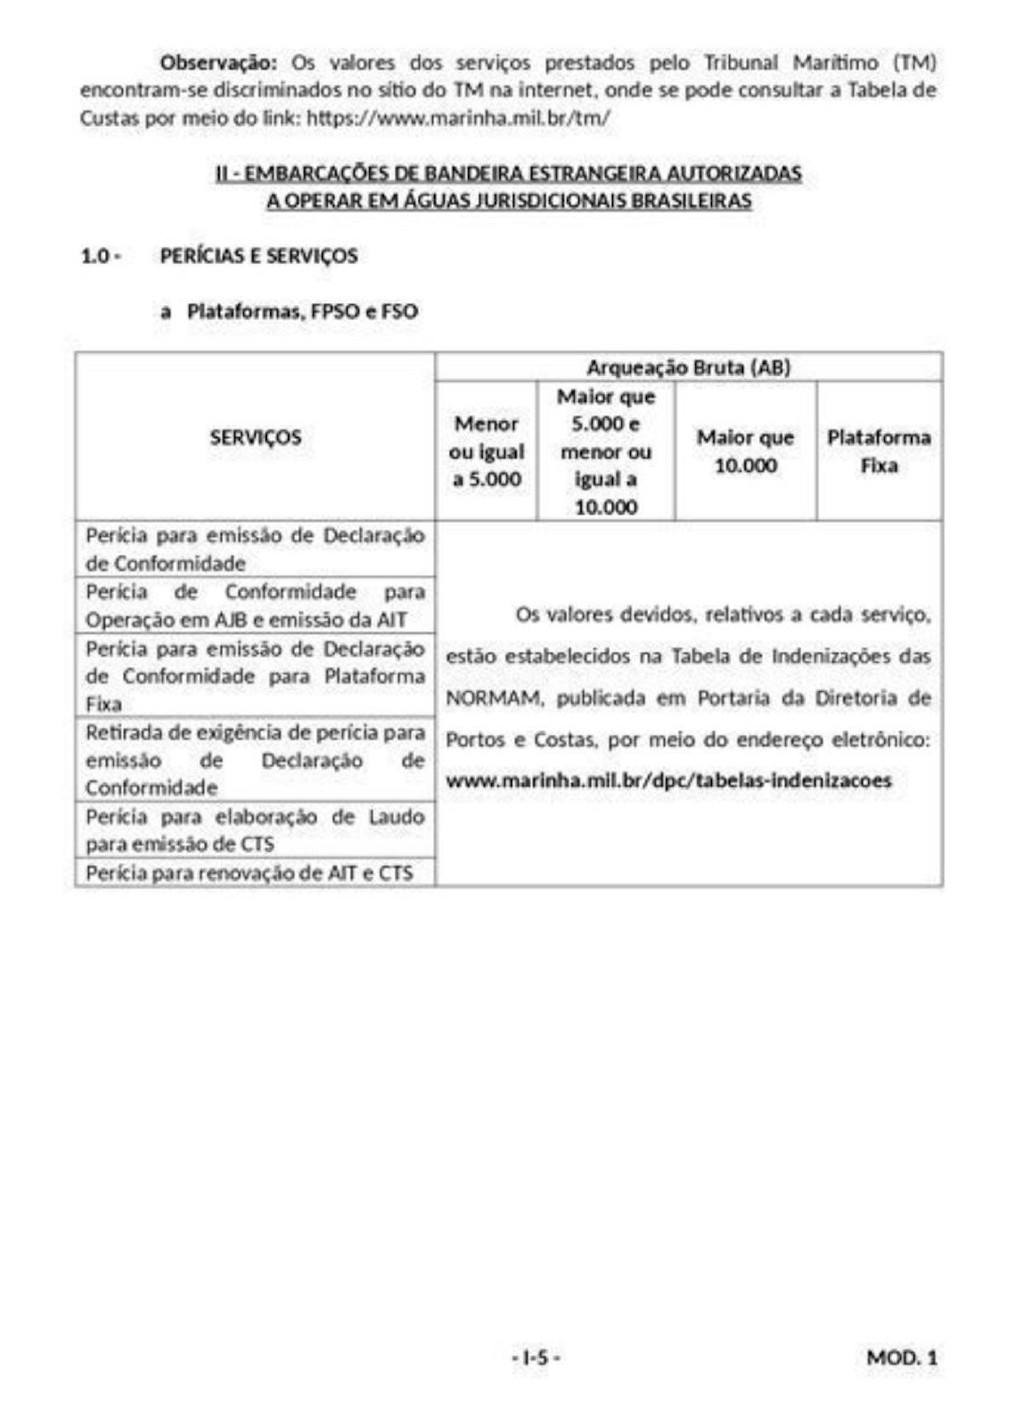 Observação: Os valores dos serviços prestados pelo Tribunal Marítimo (TM)
encontram-se discriminados no sítio do TM na internet, onde se pode consultar a Tabela de
Custas por meio do link: https://www.marinha.mil.br/tm/
II - EMBARCAÇÕES DE BANDEIRA ESTRANGEIRA AUTORIZADAS
A OPERAR EM ÁGUAS JURISDICIONAIS BRASILEIRAS
1.0 - PERÍCIAS E SERVIÇOS
a Plataformas, FPSO e FSO
SERVIÇOS
Arqueação Bruta (AB)
Menor
ou igual
a 5.000
Maior que
5.000 e
menor ou
igual a
10.000
Maior que
10.000
Plataforma
Fixa
Perícia para emissão de Declaração
de Conformidade
Perícia de Conformidade para
Operação em AJB e emissão da AIT
Perícia para emissão de Declaração
de Conformidade para Plataforma
Fixa
Retirada de exigência de perícia para
emissão de Declaração de
Conformidade
Perícia para elaboração de Laudo
para emissão de CTS
Perícia para renovação de AIT e CTS
Os valores devidos, relativos a cada serviço,
estão estabelecidos na Tabela de Indenizações das
NORMAM, publicada em Portaria da Diretoria de
Portos e Costas, por meio do endereço eletrônico:
www.marinha.mil.br/dpc/tabelas-indenizacoes
- I-5 -
MOD. 1